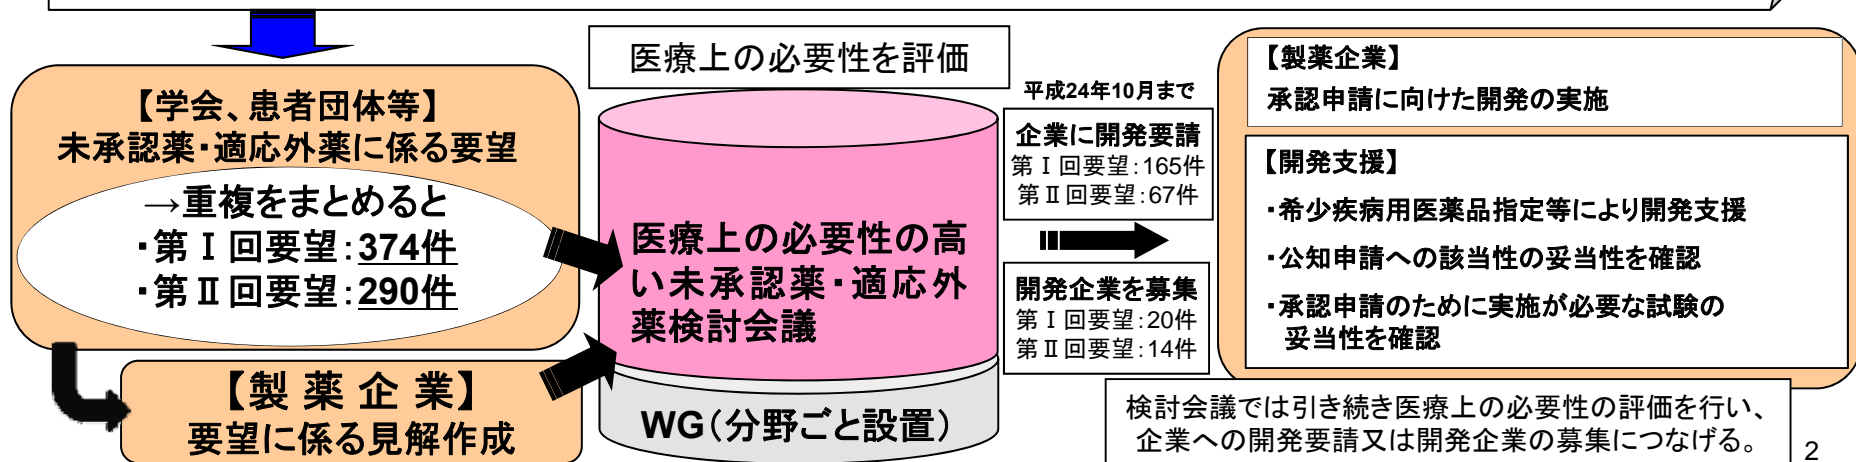 【学会、患者団体等】
未承認薬・適応外薬に係る要望
→重複をまとめると
・第Ⅰ回要望：374件
・第Ⅱ回要望：290件
【製薬企業】
要望に係る見解作成
医療上の必要性を評価
医療上の必要性の高
い未承認薬・適応外
薬検討会議
WG（分野ごと設置）
平成24年10月まで
企業に開発要請
第Ⅰ回要望：165件
第Ⅱ回要望：67件
開発企業を募集
第Ⅰ回要望：20件
第Ⅱ回要望：14件
【製薬企業】
承認申請に向けた開発の実施
【開発支援】
・希少疾病用医薬品指定等により開発支援
・公知申請への該当性の妥当性を確認
・承認申請のために実施が必要な試験の
妥当性を確認
検討会議では引き続き医療上の必要性の評価を行い、
企業への開発要請又は開発企業の募集につなげる。
2